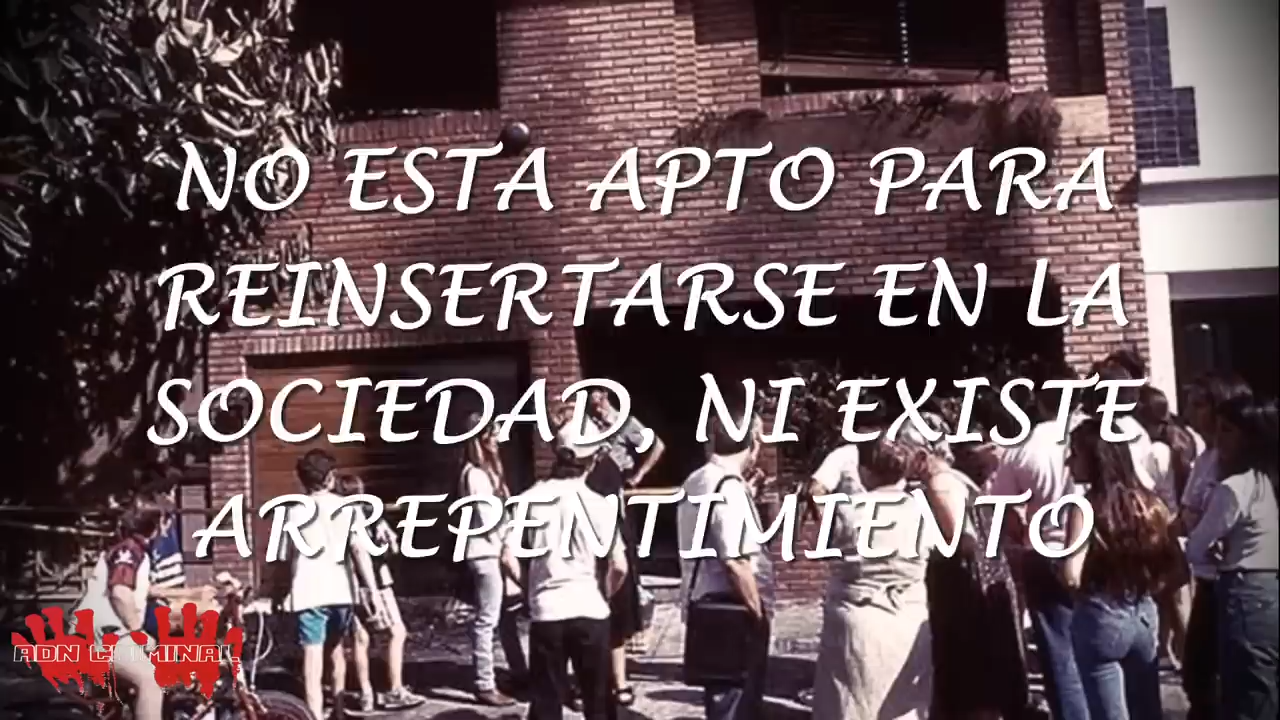 NO ESTA APTO PARA
REINSERTARSE EN LA
SOCIEDAD, NI EXISTE
ARREPENTIMIENTO
ADN CRIMINAL